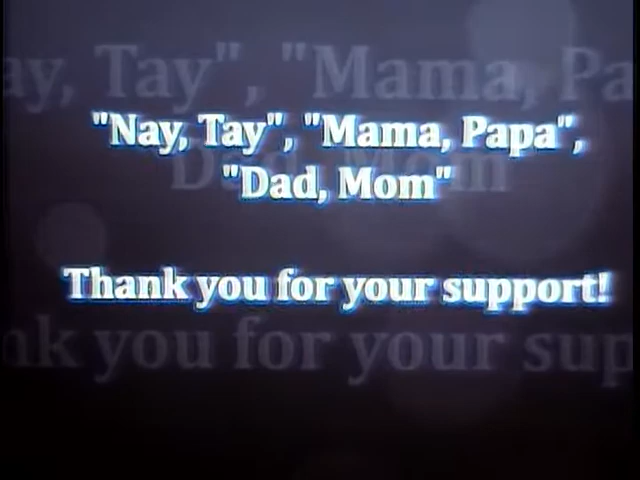 "Nay, Tay", "Mama, Papa",
"Dad, Mom"
Thank you for your support!